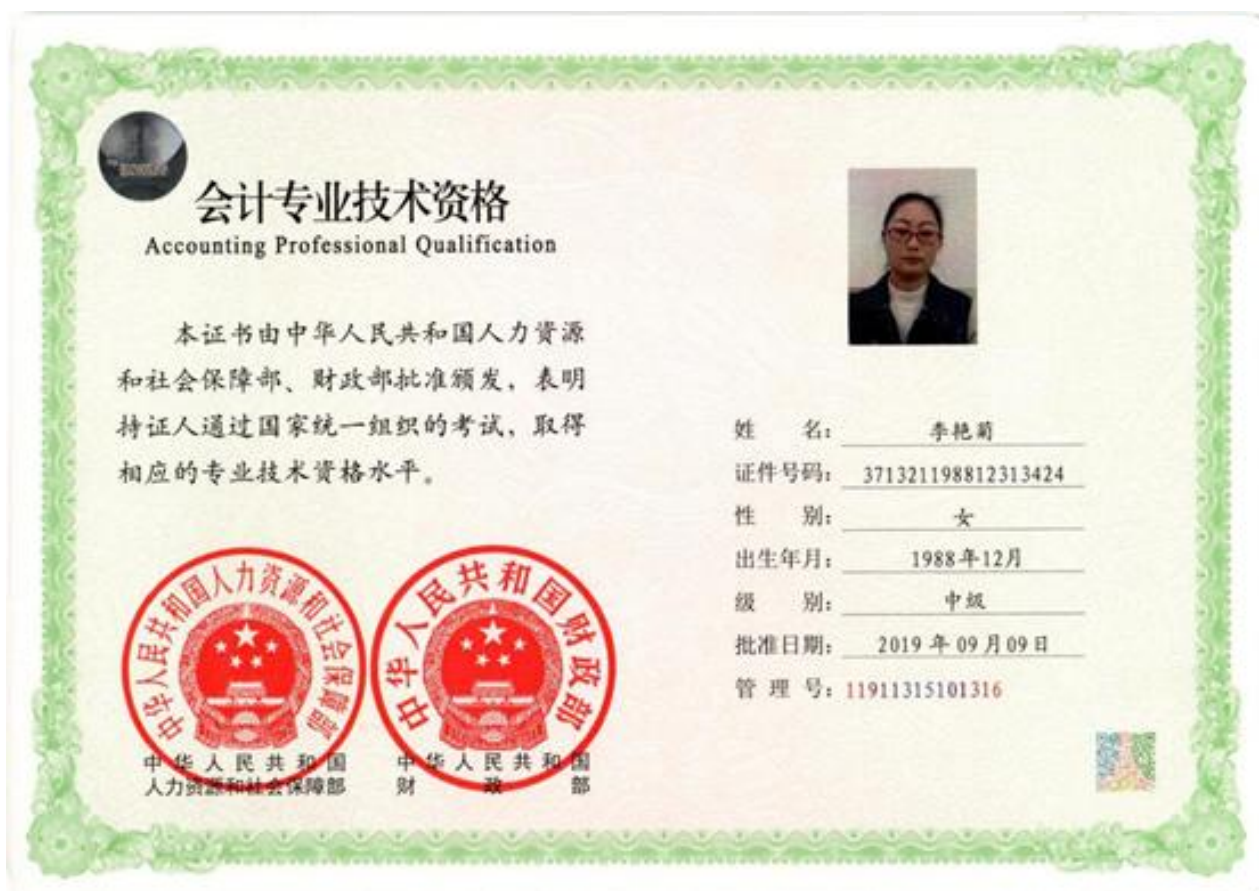 会计专业技术资格
Accounting Professional Qualification
本证书由中华人民共和国人力资源
和社会保障部、财政部批准颁发，表明
持证人通过国家统一组织的考试，取得
相应的专业技术资格水平。
中华人民共和国人力资源和社会保障部
中华人民共和国财政部
中华人民共和国
人力资源和社会保障部
中华人民共和国
财政部
姓名：李艳菊
证件号码：371321198812313424
性别：女
出生年月：1988年12月
级别：中级
批准日期：2019年09月09日
管理号：11911315101316